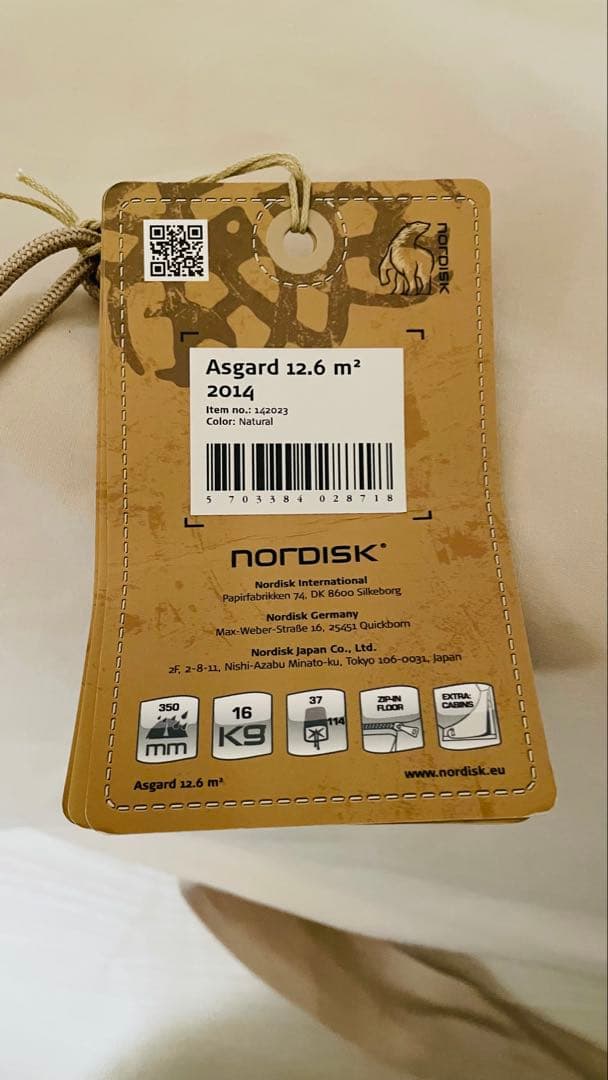 nordisk
Asgard 12.6 m²
2014
Item no.: 142023
Color: Natural
5 703384 028718
nordisk®
Nordisk International
Papirfabrikken 74, DK 8600 Silkeborg
Nordisk Germany
Max-Weber-Straße 16, 25451 Quickborn
Nordisk Japan Co., Ltd.
2F, 2-8-11, Nishi-Azabu Minato-ku, Tokyo 106-0031, Japan
350
mm
16
Kg
37
114
ZIP-IN
FLOOR
EXTRA:
CABINS
Asgard 12.6 m²
www.nordisk.eu